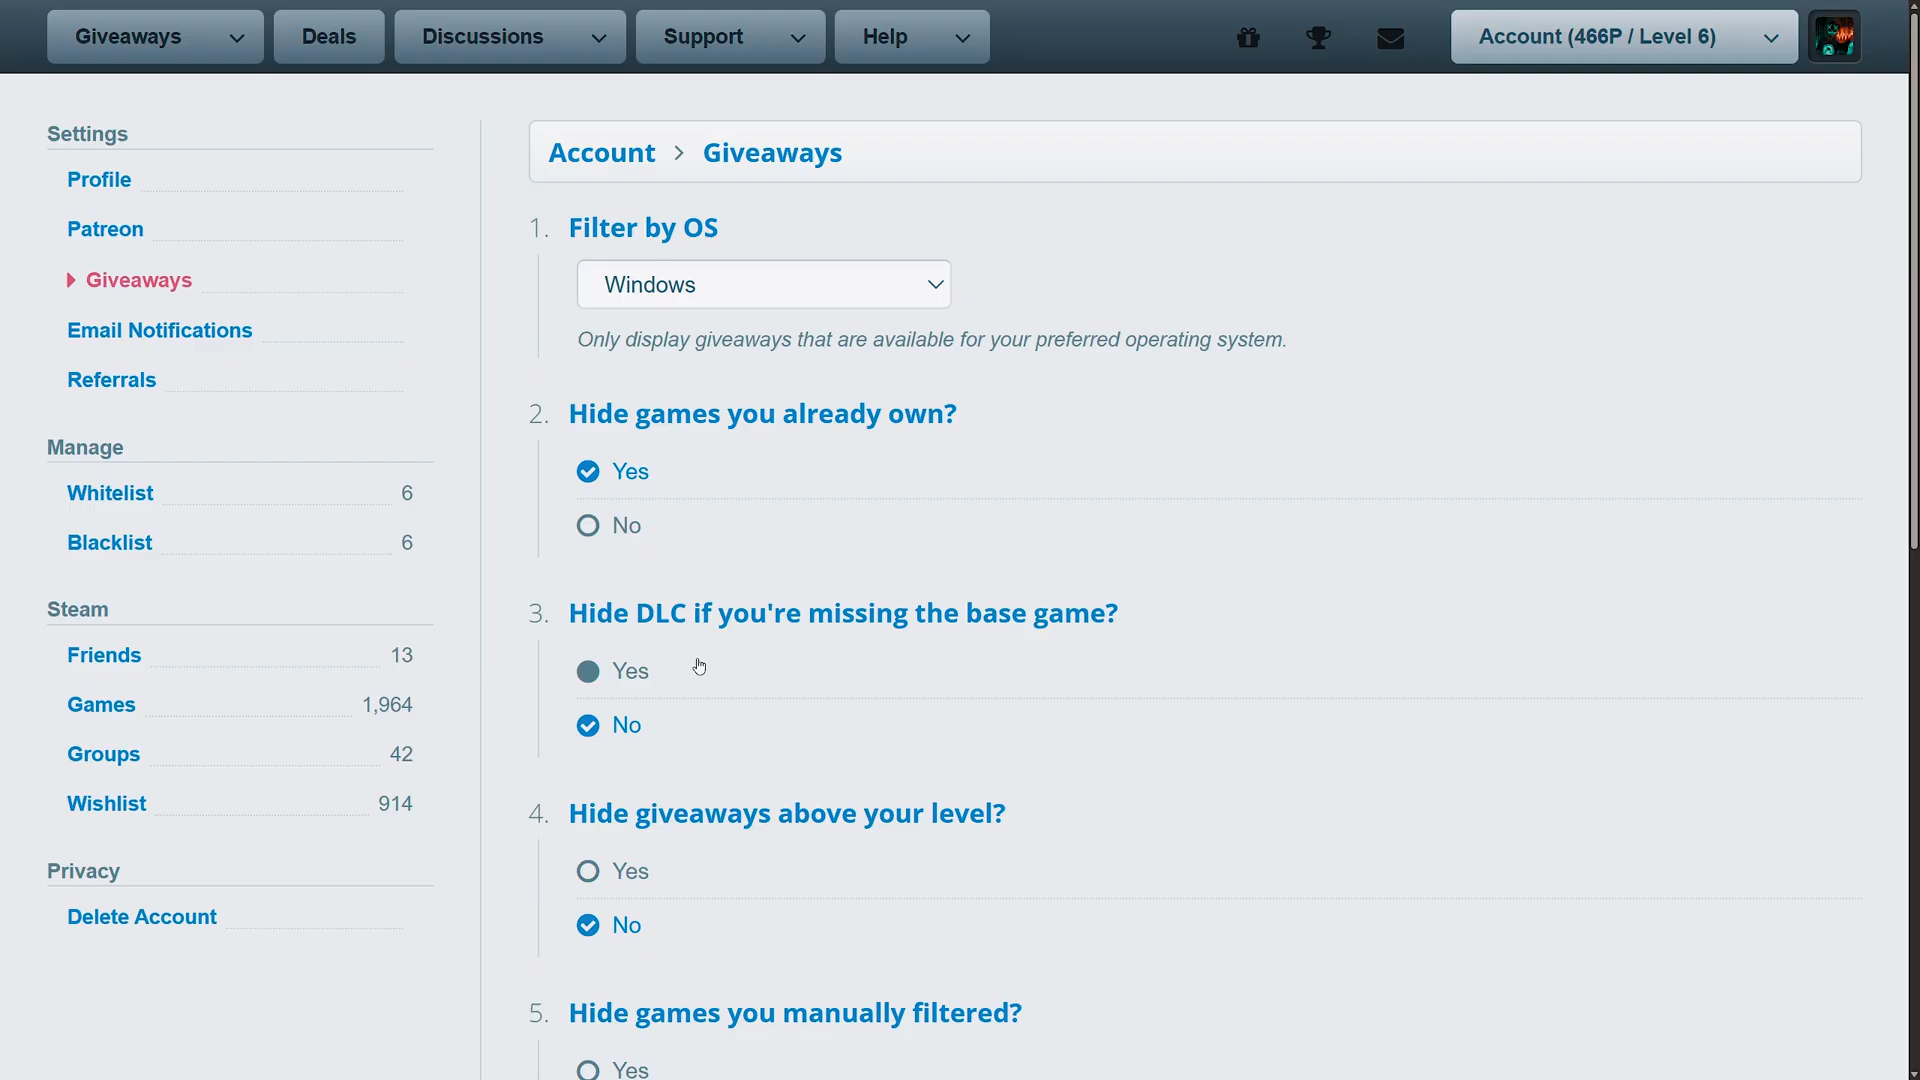 Giveaways
Deals
Discussions
Support
Help
Account (466P / Level 6)
Settings
Profile
Patreon
Giveaways
Email Notifications
Referrals
Manage
Whitelist 6
Blacklist 6
Steam
Friends 13
Games 1,964
Groups 42
Wishlist 914
Privacy
Delete Account
Account > Giveaways
1. Filter by OS
Windows
Only display giveaways that are available for your preferred operating system.
2. Hide games you already own?
Yes
No
3. Hide DLC if you're missing the base game?
Yes
No
4. Hide giveaways above your level?
Yes
No
5. Hide games you manually filtered?
Yes